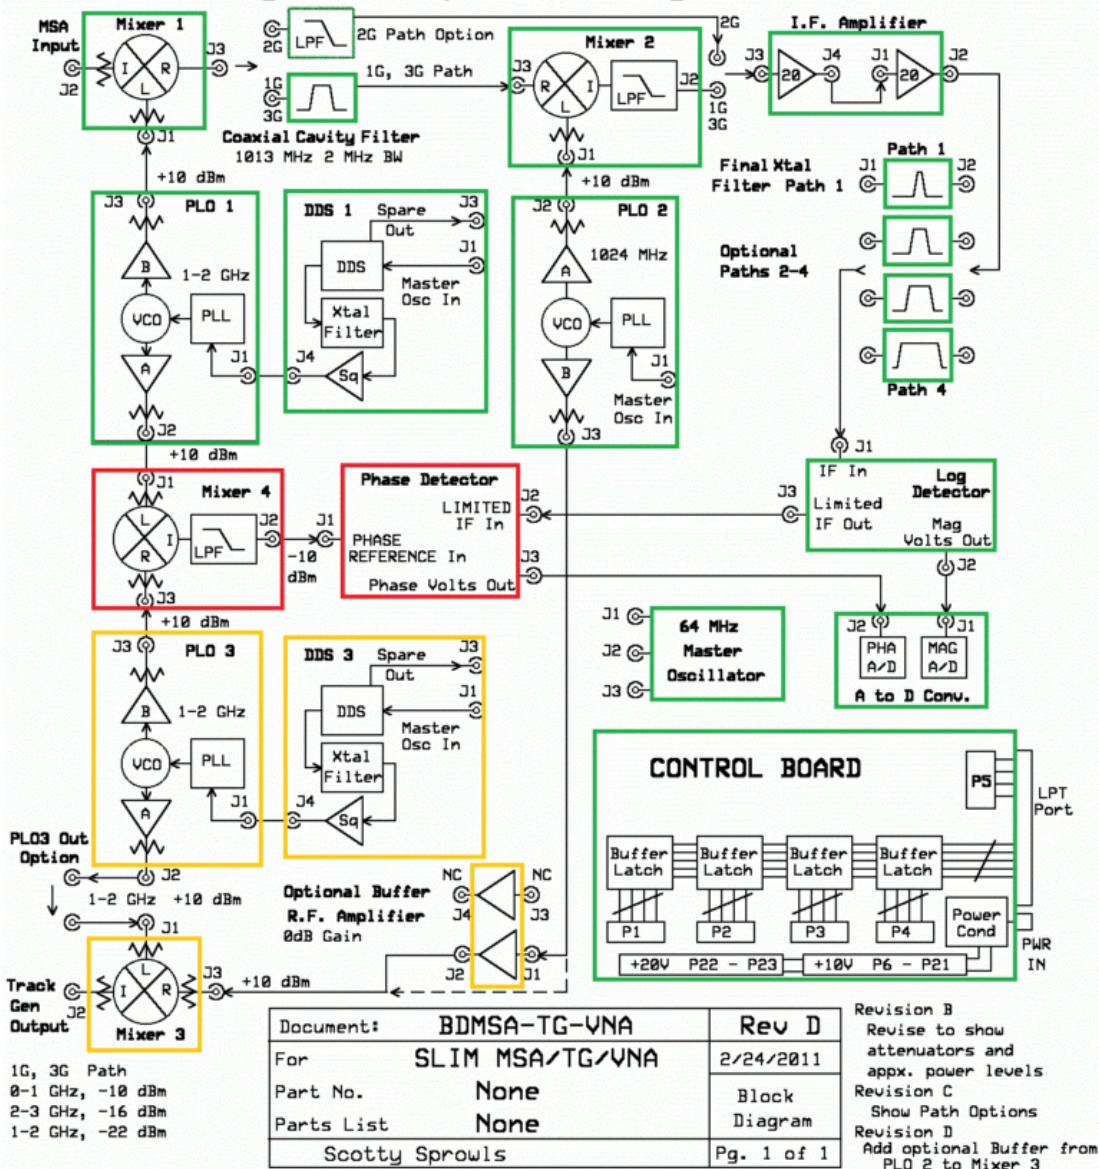 MSA
Input
J2
Mixer 1
I
R
L
J3
J1
2G
LPF
2G Path Option
1G
3G
1G, 3G Path
Coaxial Cavity Filter
1013 MHz 2 MHz BW
Mixer 2
J3
R
I
L
LPF
J2
J1
2G
1G
3G
I.F. Amplifier
J3
20
J4
J1
20
J2
+10 dBm
+10 dBm
Final Xtal
Filter Path 1
Path 1
J1
J2
Optional
Paths 2-4
Path 4
J3
PLO 1
B
1-2 GHz
VCO
PLL
A
J1
J2
+10 dBm
DDS 1
Spare
Out
J3
J1
DDS
Master
Osc In
Xtal
Filter
J4
Sq
J2
PLO 2
A
1024 MHz
VCO
PLL
B
J1
Master
Osc In
J3
J1
Mixer 4
L
I
R
LPF
J2
-10
dBm
J3
+10 dBm
Phase Detector
J1
LIMITED
IF In
J2
PHASE
REFERENCE In
J3
Phase Volts Out
J1
IF In
Log
Detector
J3
Limited
IF Out
Mag
Volts Out
J2
J1
J2
J3
64 MHz
Master
Oscillator
J2
J1
PHA
A/D
MAG
A/D
A to D Conv.
J3
PLO 3
B
1-2 GHz
VCO
PLL
A
J1
J2
DDS 3
Spare
Out
J3
J1
DDS
Master
Osc In
Xtal
Filter
J4
Sq
PLO3 Out
Option
1-2 GHz +10 dBm
J1
Optional Buffer
R.F. Amplifier
0dB Gain
NC
NC
J4
J3
J2
J1
Track
Gen
Output
J2
L
I
R
J3
Mixer 3
+10 dBm
1G, 3G Path
0-1 GHz, -10 dBm
2-3 GHz, -16 dBm
1-2 GHz, -22 dBm
CONTROL BOARD
P5
LPT
Port
Buffer
Latch
Buffer
Latch
Buffer
Latch
Buffer
Latch
P1
P2
P3
P4
Power
Cond
PWR
IN
+20V P22 - P23
+10V P6 - P21
Document: BDMSA-TG-VNA
Rev D
For SLIM MSA/TG/VNA
2/24/2011
Part No. None
Parts List None
Block
Diagram
Scotty Sprowls
Pg. 1 of 1
Revision B
Revise to show
attenuators and
appx. power levels
Revision C
Show Path Options
Revision D
Add optional Buffer from
PLO 2 to Mixer 3